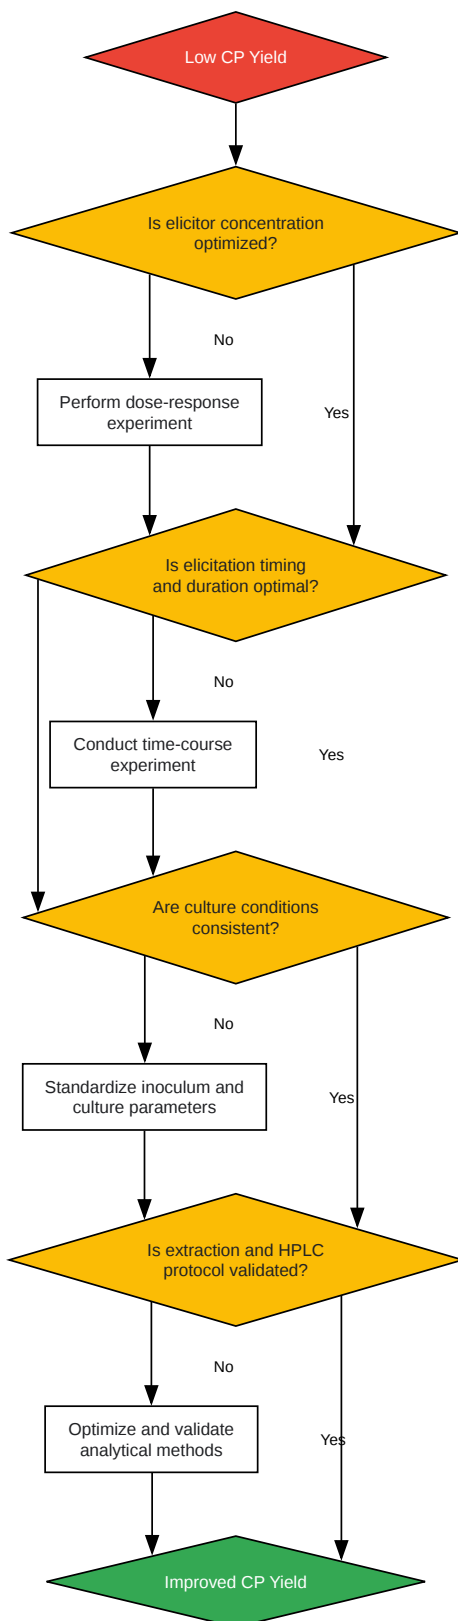 Low CP Yield
Is elicitor concentration
optimized?
No
Perform dose-response
experiment
Yes
Is elicitation timing
and duration optimal?
No
Conduct time-course
experiment
Yes
Are culture conditions
consistent?
No
Standardize inoculum and
culture parameters
Yes
Is extraction and HPLC
protocol validated?
No
Optimize and validate
analytical methods
Yes
Improved CP Yield